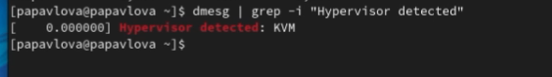 [papavlova@papavlova ~]$ dmesg | grep -i "Hypervisor detected"
[    0.000000] Hypervisor detected: KVM
[papavlova@papavlova ~]$